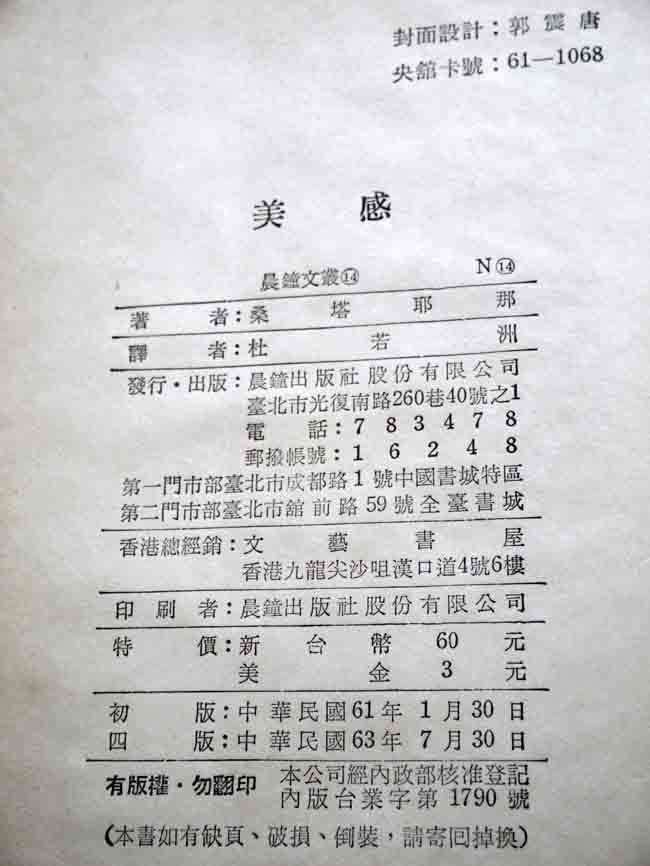 封面設計：郭震唐
央館卡號：61—1068
美感
晨鐘文叢⑭ N⑭
著者：桑塔耶那
譯者：杜若洲
發行·出版：晨鐘出版社股份有限公司
臺北市光復南路260巷40號之1
電話：783478
郵撥帳號：16248
第一門市部臺北市成都路1號中國書城特區
第二門市部臺北市館前路59號全臺書城
香港總經銷：文藝書屋
香港九龍尖沙咀漢口道4號6樓
印刷者：晨鐘出版社股份有限公司
特價：新台幣60元
美金3元
初版：中華民國61年1月30日
四版：中華民國63年7月30日
有版權·勿翻印 本公司經內政部核准登記
內版台業字第1790號
（本書如有缺頁、破損、倒裝，請寄回掉換）